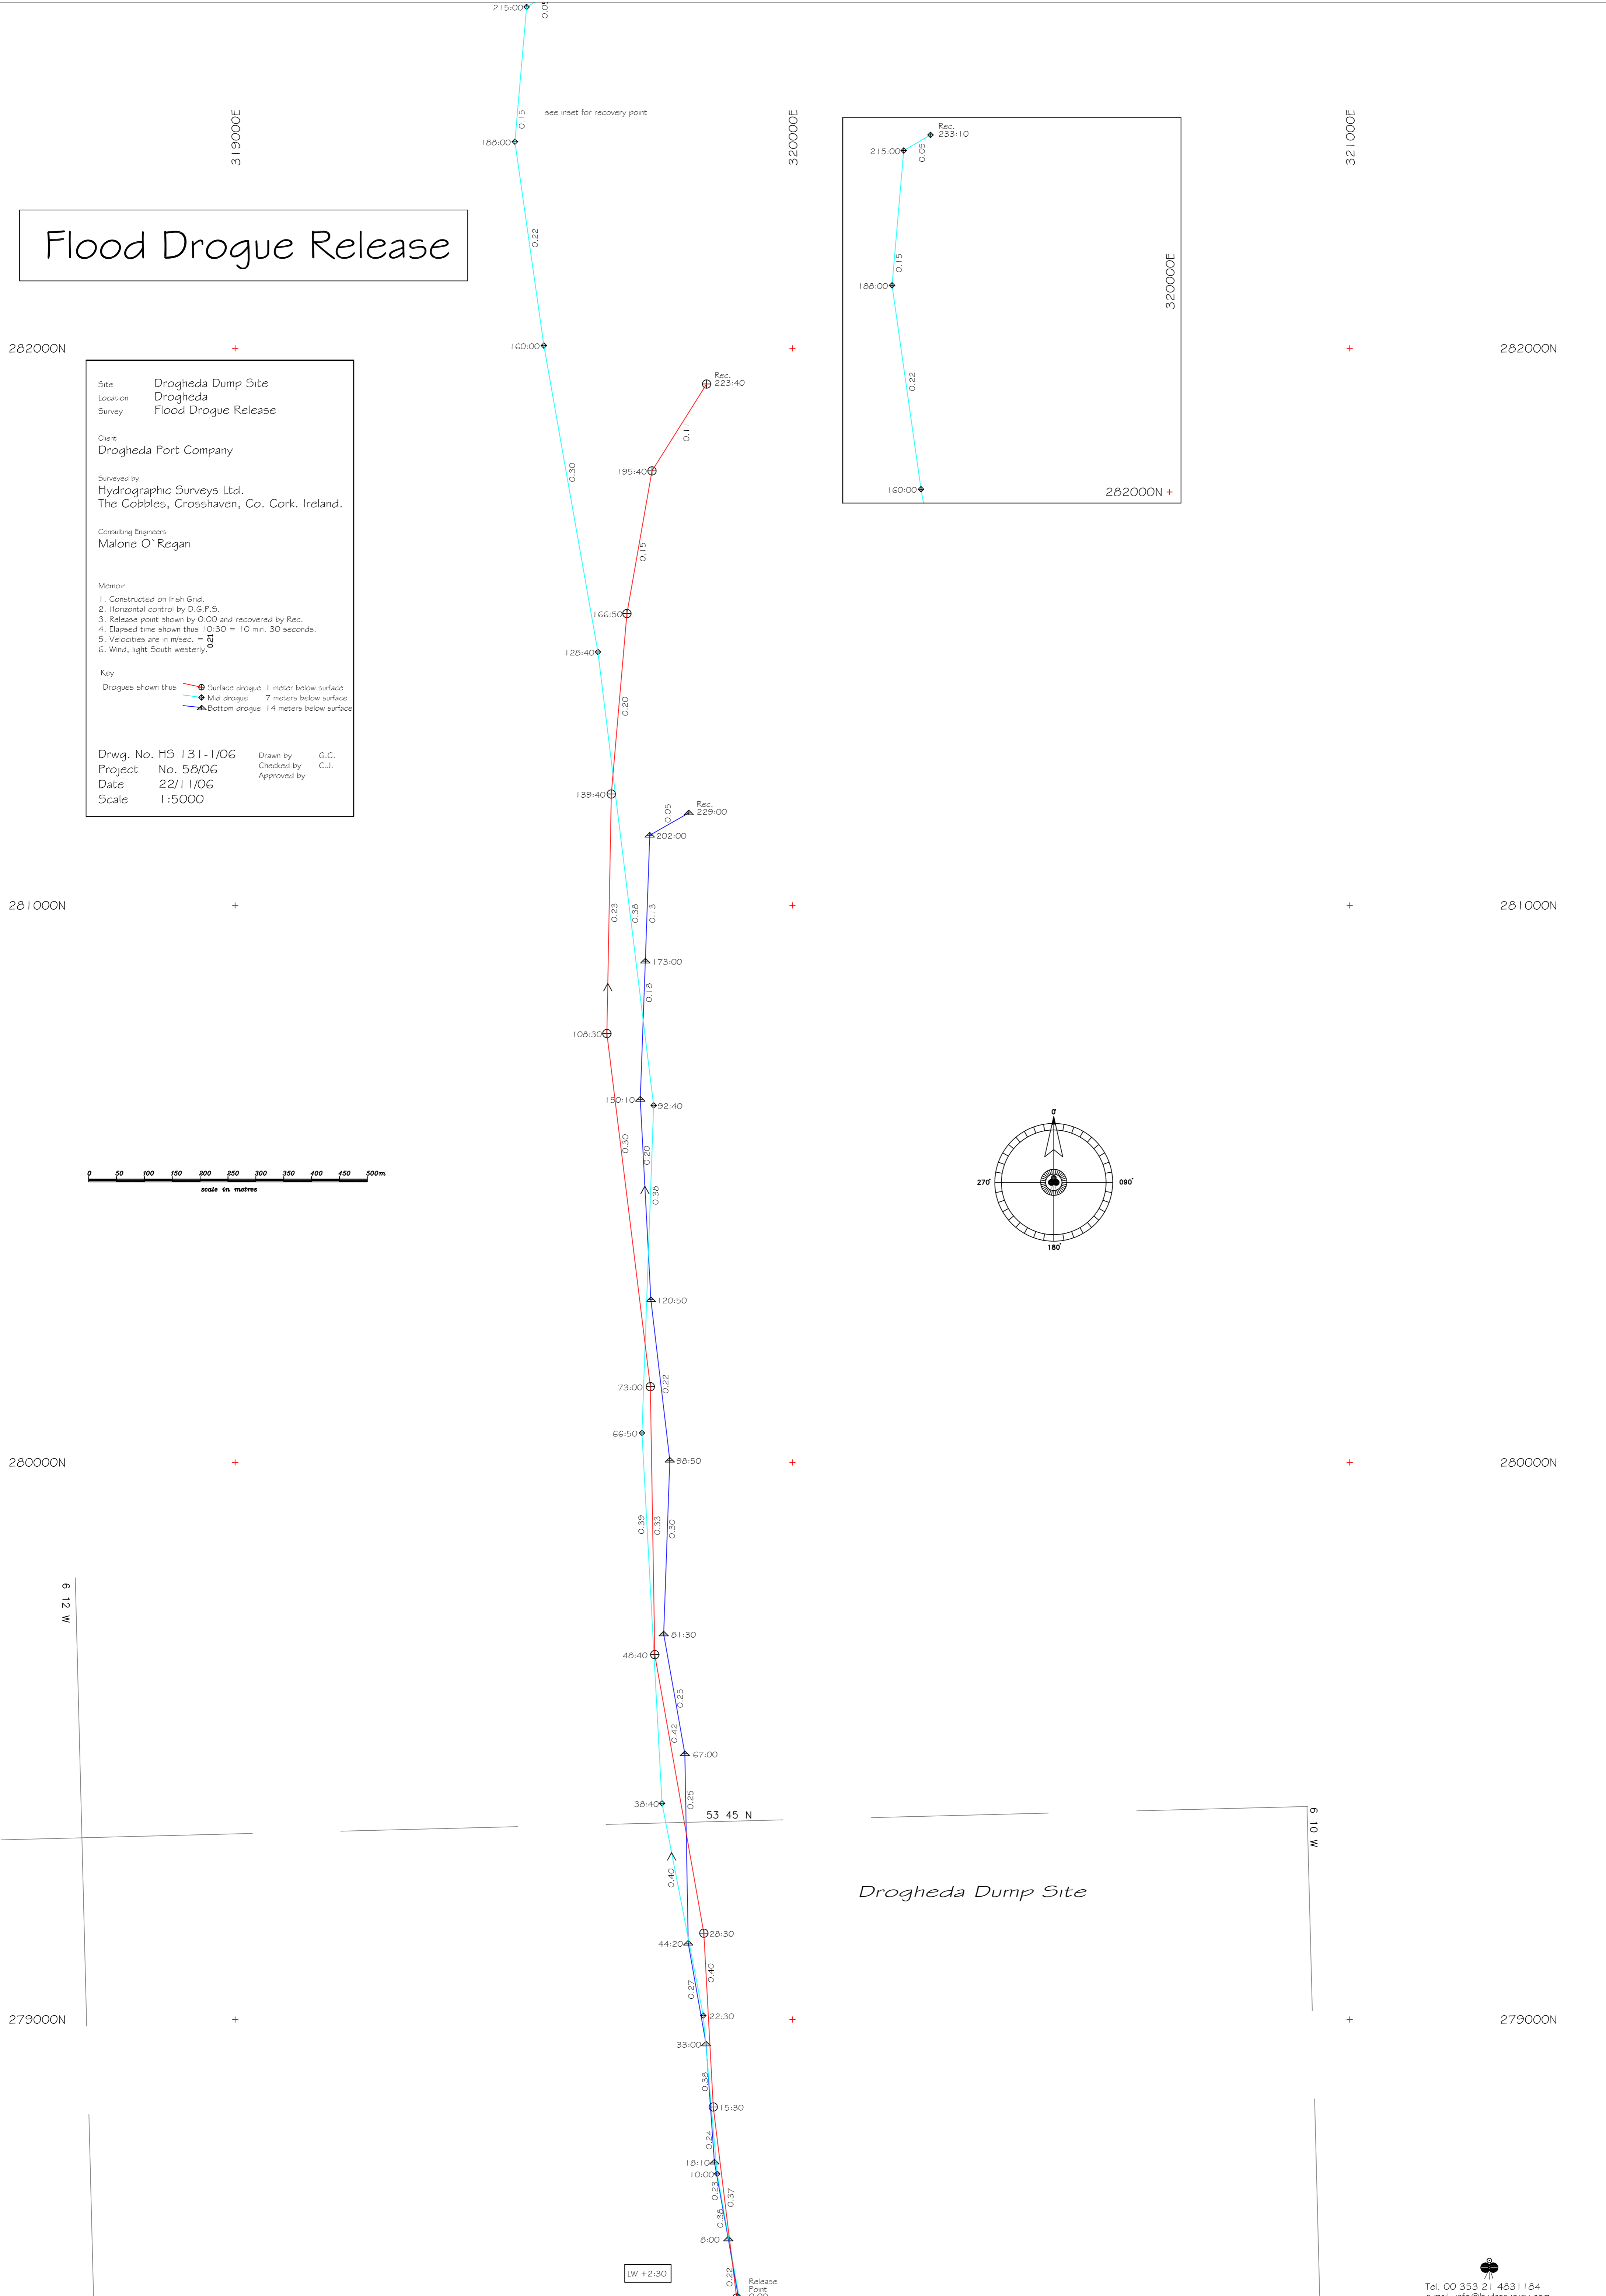 215:00
0.05
319000E
320000E
321000E
0.15
see inset for recovery point
188:00
Rec.
233:10
215:00
0.05
Flood Drogue Release
0.22
0.15
320000E
188:00
282000N
160:00
282000N
0.22
Rec.
223:40
Site Drogheda Dump Site
Location Drogheda
Survey Flood Drogue Release
Client
Drogheda Port Company
Surveyed by
Hydrographic Surveys Ltd.
The Cobbles, Crosshaven, Co. Cork. Ireland.
Consulting Engineers
Malone O`Regan
Memoir
1. Constructed on Irish Grid.
2. Horizontal control by D.G.P.S.
3. Release point shown by 0:00 and recovered by Rec.
4. Elapsed time shown thus 10:30 = 10 min. 30 seconds.
5. Velocities are in m/sec. = 0.21
6. Wind, light South westerly.
Key
Drogues shown thus
Surface drogue 1 meter below surface
Mid drogue 7 meters below surface
Bottom drogue 14 meters below surface
Drwg. No. HS 131-1/06
Project No. 58/06
Date 22/11/06
Scale 1:5000
Drawn by G.C.
Checked by C.J.
Approved by
0.11
0.30
195:40
160:00
282000N
0.15
166:50
128:40
0.20
139:40
Rec.
229:00
0.05
202:00
281000N
0.23
0.38
0.13
281000N
173:00
0.18
108:30
150:10
92:40
0.30
0.20
0.38
0 50 100 150 200 250 300 350 400 450 500m
scale in metres
0°
270°
090°
180°
120:50
73:00
0.22
66:50
98:50
280000N
280000N
0.39
0.33
0.30
6 12 W
81:30
48:40
0.25
0.42
67:00
0.25
38:40
53 45 N
6 10 W
0.40
Drogheda Dump Site
28:30
44:20
0.40
0.27
22:30
279000N
279000N
33:00
0.38
15:30
0.24
18:10
10:00
0.23
0.37
0.38
8:00
LW +2:30
0.22
Release
Point
Tel. 00 353 21 4831184